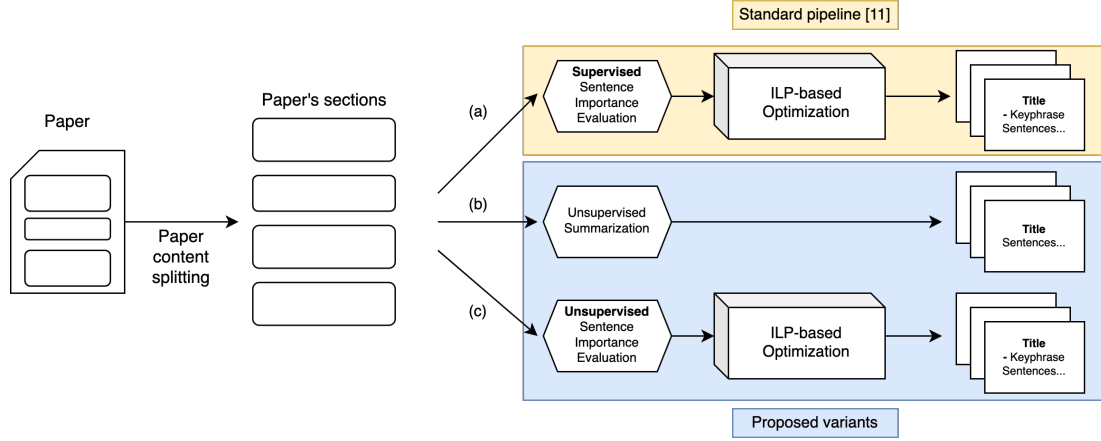 Standard pipeline [11]
Paper
Paper's sections
Paper
content
splitting
(a)
Supervised
Sentence
Importance
Evaluation
ILP-based
Optimization
Title
- Keyphrase
Sentences...
(b)
Unsupervised
Summarization
Title
Sentences...
(c)
Unsupervised
Sentence
Importance
Evaluation
ILP-based
Optimization
Title
- Keyphrase
Sentences...
Proposed variants